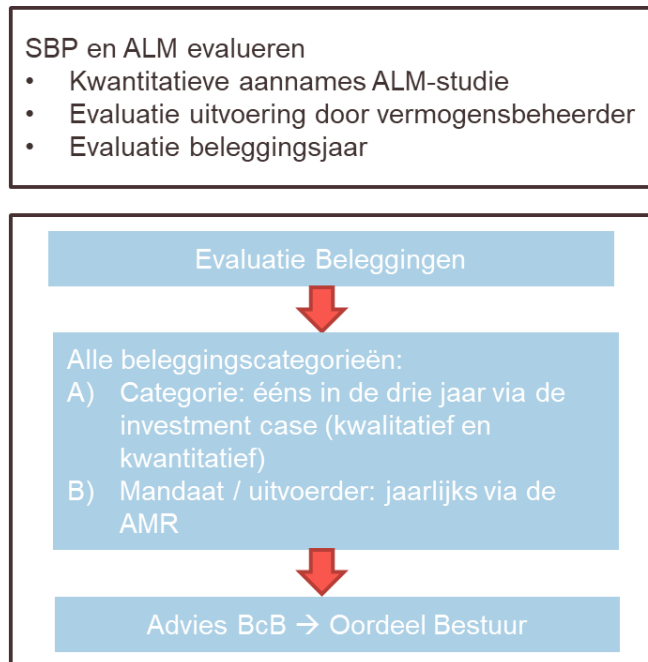 SBP en ALM evalueren
• Kwantitatieve aannames ALM-studie
• Evaluatie uitvoering door vermogensbeheerder
• Evaluatie beleggingsjaar
Evaluatie Beleggingen
Alle beleggingscategorieën:
A) Categorie: ééns in de drie jaar via de
investment case (kwalitatief en
kwantitatief)
B) Mandaat / uitvoerder: jaarlijks via de
AMR
Advies BcB → Oordeel Bestuur